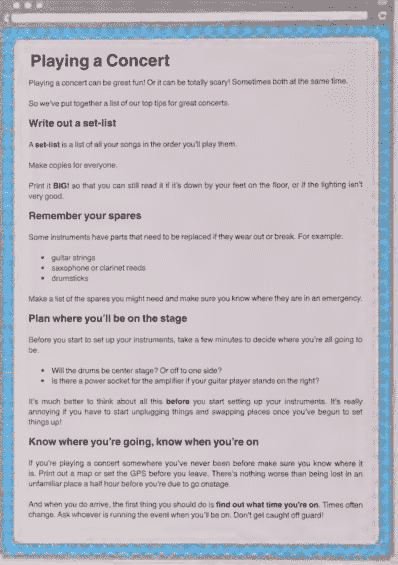 Playing a Concert
Playing a concert can be great fun! Or it can be totally scary! Sometimes both at the same time.
So we've put together a list of our top tips for great concerts.
Write out a set-list
A set-list is a list of all your songs in the order you'll play them.
Make copies for everyone.
Print it BIG! so that you can still read it if it's down by your feet on the floor, or if the lighting isn't
very good.
Remember your spares
Some instruments have parts that need to be replaced if they wear out or break. For example:
• guitar strings
• saxophone or clarinet reeds
• drumsticks
Make a list of the spares you might need and make sure you know where they are in an emergency.
Plan where you'll be on the stage
Before you start to set up your instruments, take a few minutes to decide where you're all going to
be.
• Will the drums be center stage? Or off to one side?
• Is there a power socket for the amplifier if your guitar player stands on the right?
It's much better to think about all this before you start setting up your instruments. It's really
annoying if you have to start unplugging things and swapping places once you've begun to set
things up!
Know where you're going, know when you're on
If you're playing a concert somewhere you've never been before make sure you know where it
is. Print out a map or set the GPS before you leave. There's nothing worse than being lost in an
unfamiliar place a half hour before you're due to go onstage.
And when you do arrive, the first thing you should do is find out what time you're on. Times often
change. Ask whoever is running the event when you'll be on. Don't get caught off guard!